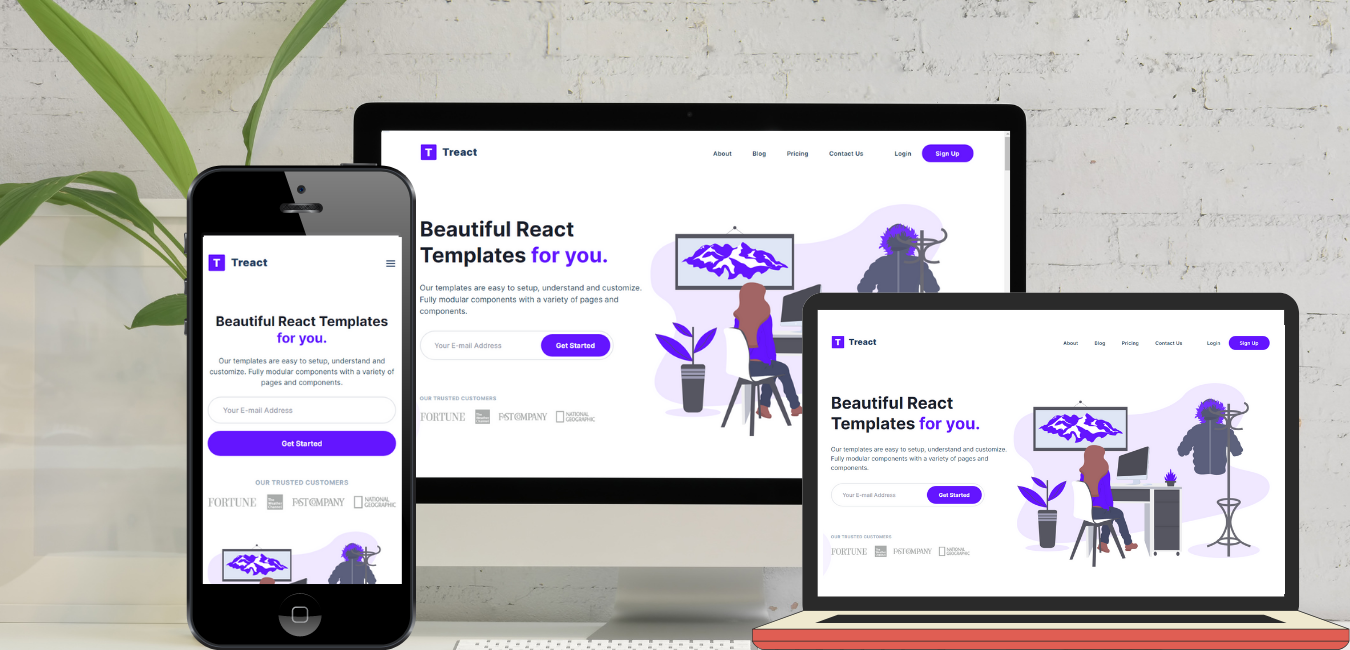 T Treact
Beautiful React Templates
for you.
Our templates are easy to setup, understand and
customize. Fully modular components with a variety of
pages and components.
Your E-mail Address
Get Started
OUR TRUSTED CUSTOMERS
FORTUNE
FAST COMPANY
NATIONAL
GEOGRAPHIC
T Treact
About Blog Pricing Contact Us Login Sign Up
Beautiful React
Templates for you.
Our templates are easy to setup, understand and customize.
Fully modular components with a variety of pages and
components.
Your E-mail Address Get Started
OUR TRUSTED CUSTOMERS
FORTUNE
FAST COMPANY
NATIONAL
GEOGRAPHIC
T Treact
About Blog Pricing Contact Us Login Sign Up
Beautiful React
Templates for you.
Our templates are easy to setup, understand and customize.
Fully modular components with a variety of pages and
components.
Your E-mail Address Get Started
OUR TRUSTED CUSTOMERS
FORTUNE
FAST COMPANY
NATIONAL
GEOGRAPHIC